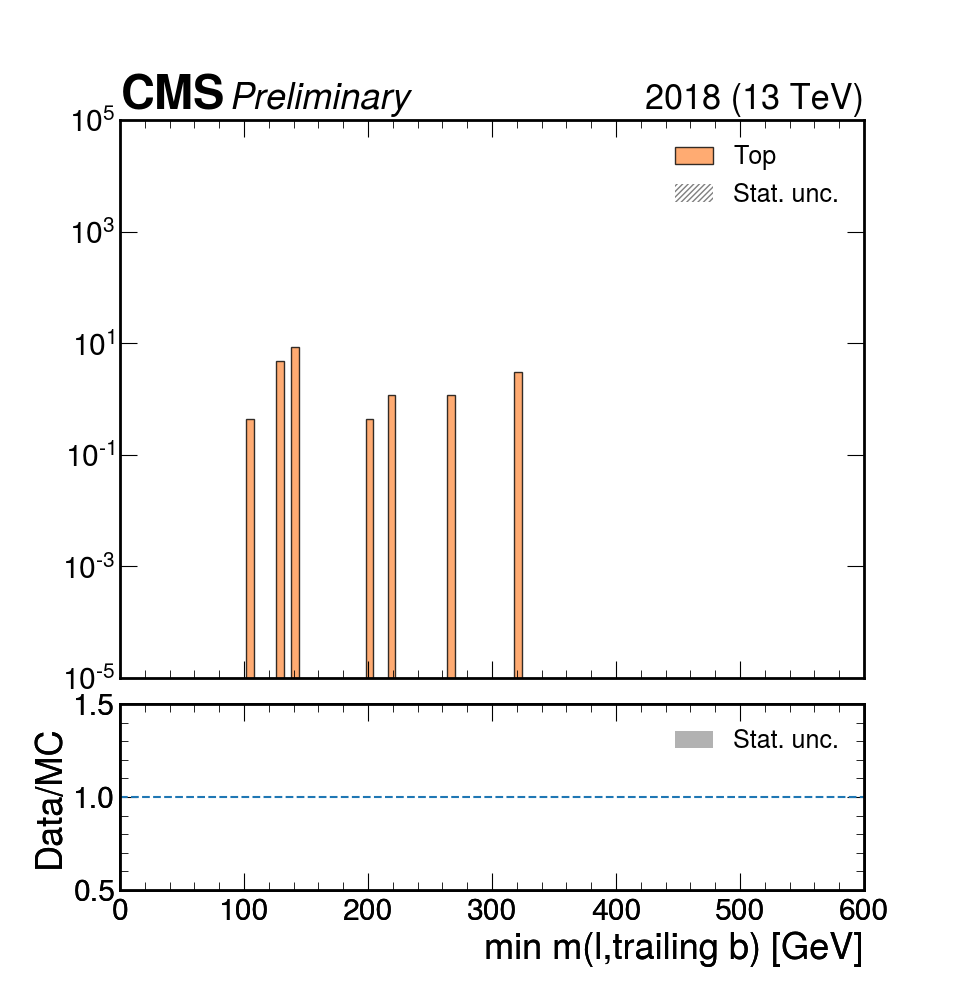 CMS Preliminary 2018 (13 TeV)
10^5
10^3
10^1
10^-1
10^-3
10^-5
Top
Stat. unc.
1.5
1.0
0.5
Data/MC
Stat. unc.
0 100 200 300 400 500 600
min m(l,trailing b) [GeV]